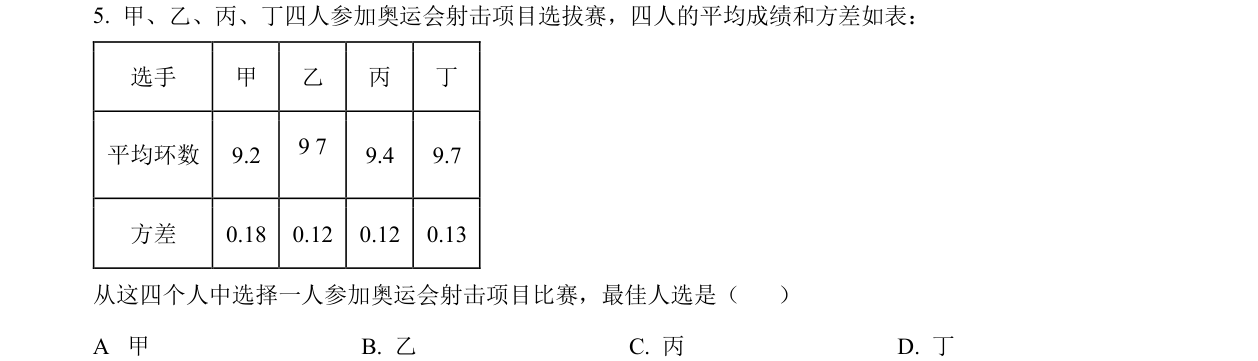 5. 甲、乙、丙、丁四人参加奥运会射击项目选拔赛，四人的平均成绩和方差如表：
选手 甲 乙 丙 丁
平均环数 9.2 9 7 9.4 9.7
方差 0.18 0.12 0.12 0.13
从这四个人中选择一人参加奥运会射击项目比赛，最佳人选是（ ）
A 甲 B. 乙 C. 丙 D. 丁